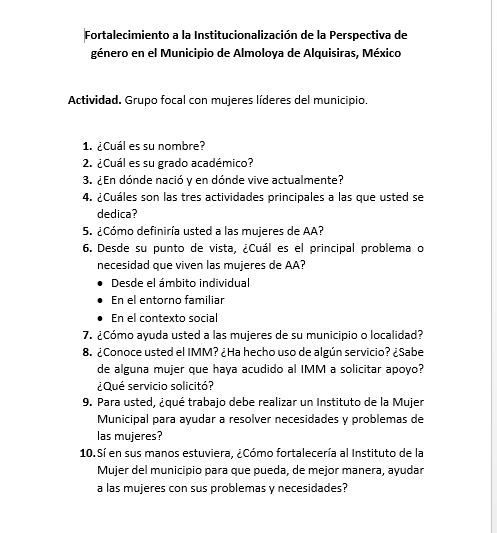 Fortalecimiento a la Institucionalización de la Perspectiva de
género en el Municipio de Almoloya de Alquisiras, México
Actividad. Grupo focal con mujeres líderes del municipio.
1. ¿Cuál es su nombre?
2. ¿Cuál es su grado académico?
3. ¿En dónde nació y en dónde vive actualmente?
4. ¿Cuáles son las tres actividades principales a las que usted se
dedica?
5. ¿Cómo definiría usted a las mujeres de AA?
6. Desde su punto de vista, ¿Cuál es el principal problema o
necesidad que viven las mujeres de AA?
• Desde el ámbito individual
• En el entorno familiar
• En el contexto social
7. ¿Cómo ayuda usted a las mujeres de su municipio o localidad?
8. ¿Conoce usted el IMM? ¿Ha hecho uso de algún servicio? ¿Sabe
de alguna mujer que haya acudido al IMM a solicitar apoyo?
¿Qué servicio solicitó?
9. Para usted, ¿qué trabajo debe realizar un Instituto de la Mujer
Municipal para ayudar a resolver necesidades y problemas de
las mujeres?
10. Sí en sus manos estuviera, ¿Cómo fortalecería al Instituto de la
Mujer del municipio para que pueda, de mejor manera, ayudar
a las mujeres con sus problemas y necesidades?